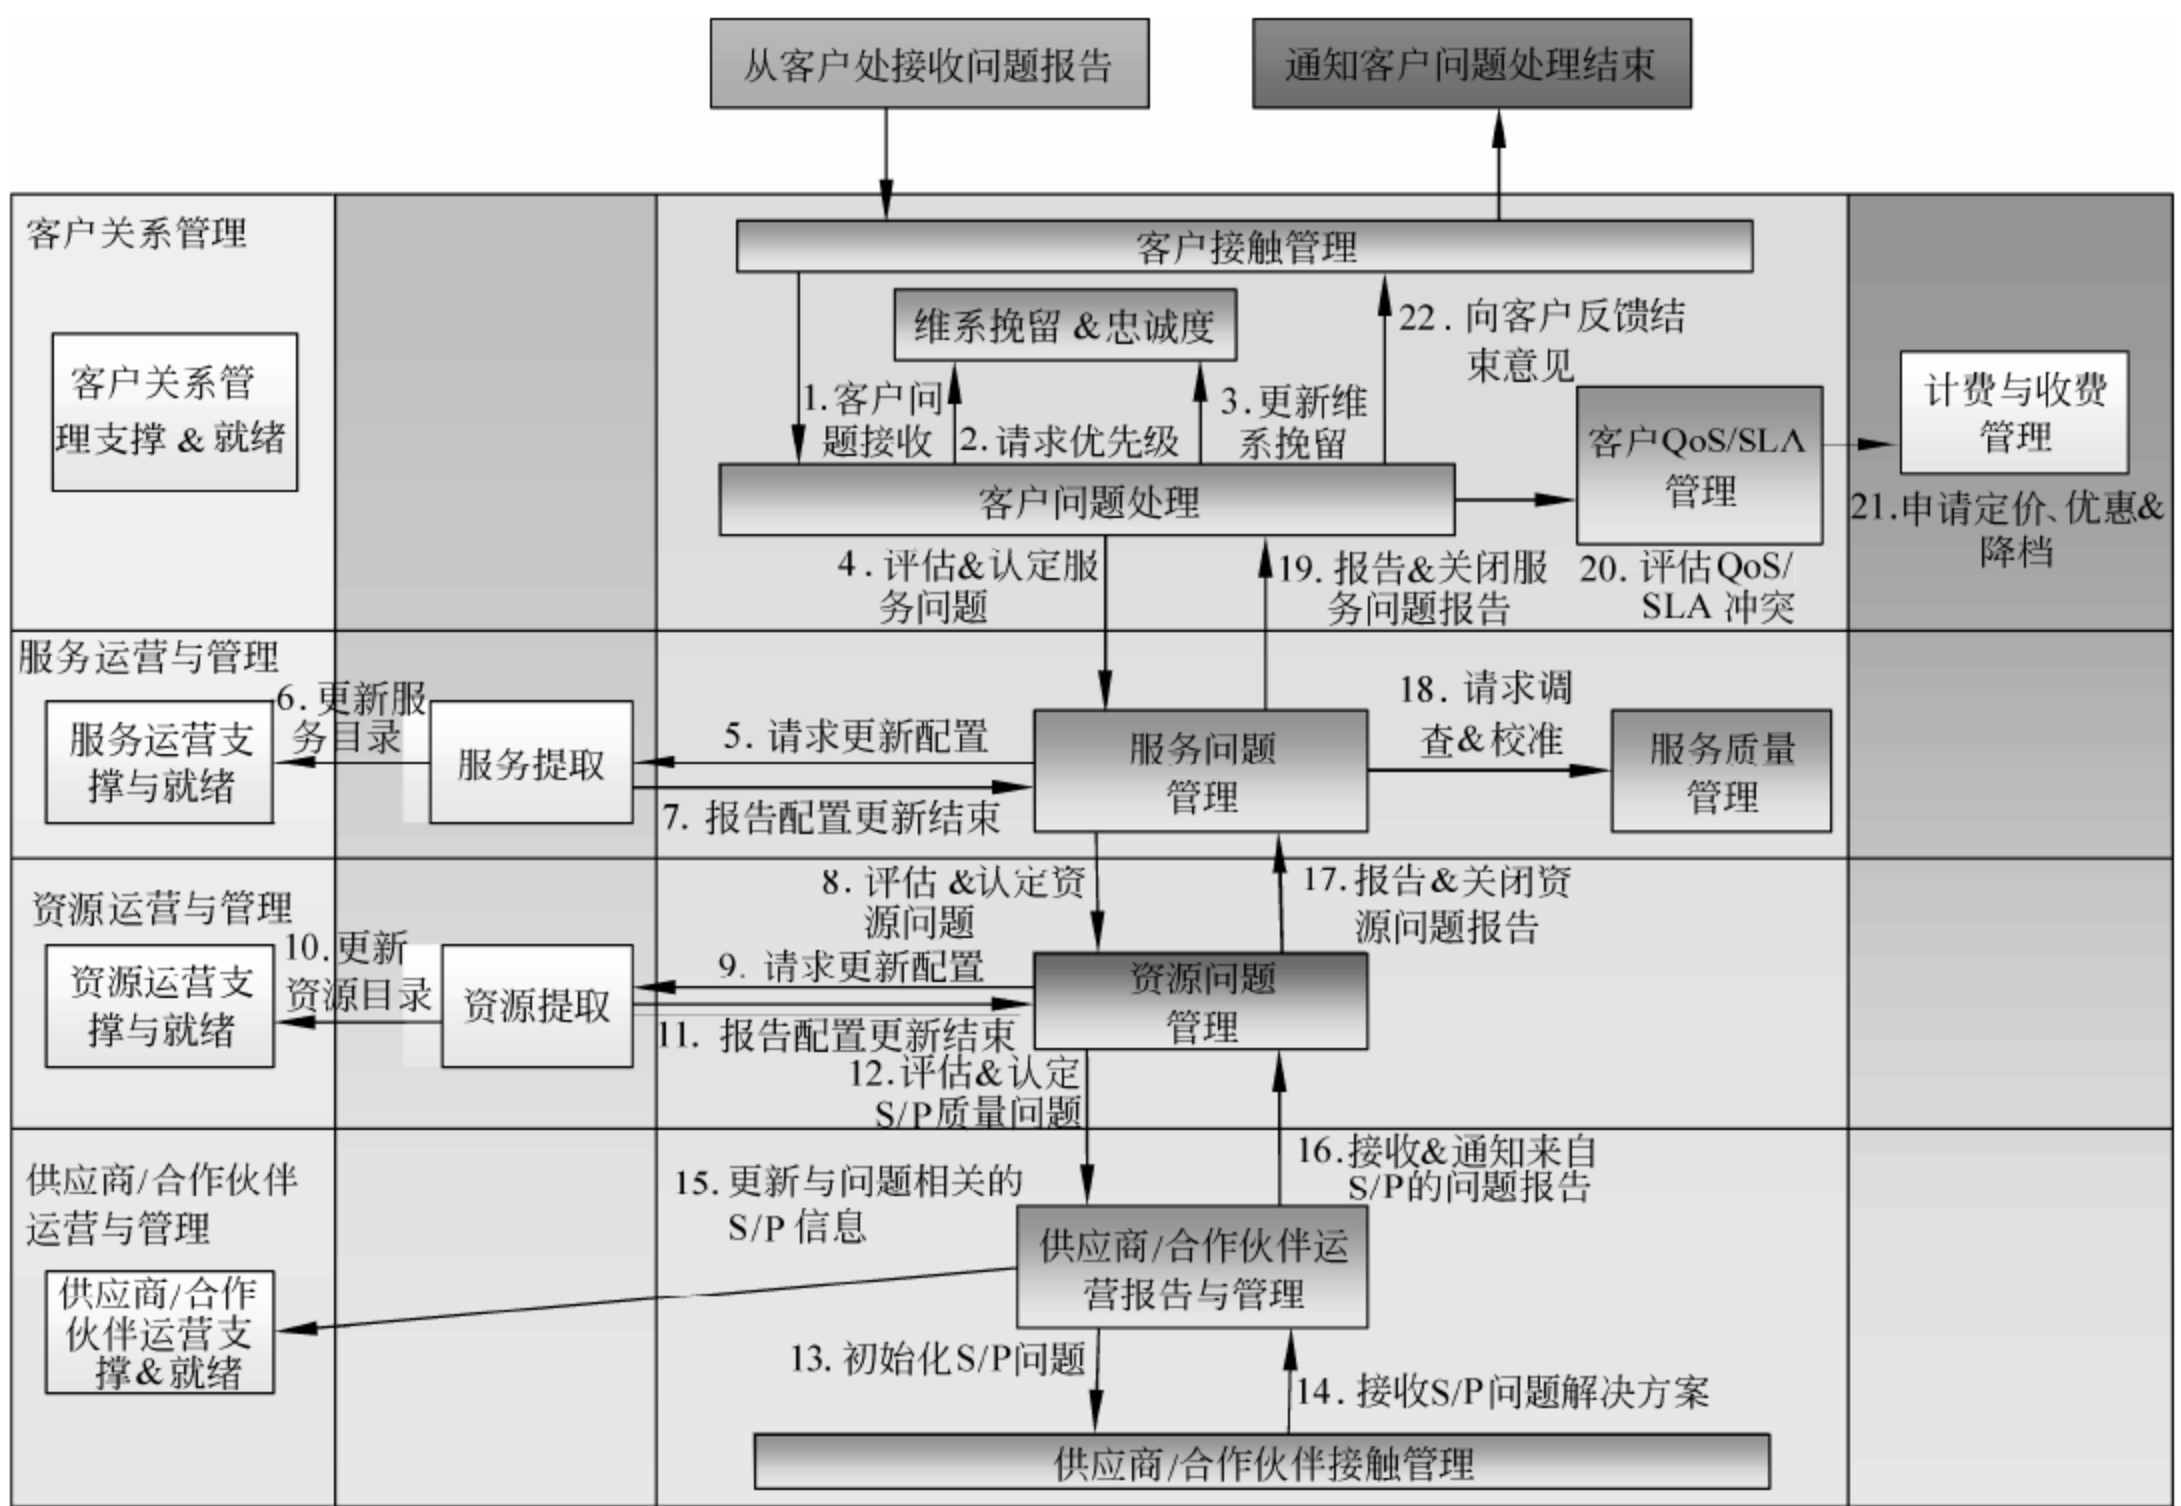 从客户处接收问题报告
通知客户问题处理结束
客户关系管理
客户接触管理
维系挽留 &忠诚度
22. 向客户反馈结
束意见
客户关系管
理支撑 & 就绪
1.客户问
题接收
2.请求优先级
3.更新维
系挽留
客户QoS/SLA
管理
计费与收费
管理
客户问题处理
21.申请定价、优惠&
降档
4.评估&认定服
务问题
19. 报告&关闭服
务问题报告
20. 评估QoS/
SLA 冲突
服务运营与管理
6. 更新服
务目录
服务运营支
撑与就绪
服务提取
5. 请求更新配置
7. 报告配置更新结束
服务问题
管理
18. 请求调
查&校准
服务质量
管理
8. 评估 &认定资
源问题
17.报告&关闭资
源问题报告
资源运营与管理
10.更新
资源目录
资源运营支
撑与就绪
资源提取
9. 请求更新配置
11. 报告配置更新结束
资源问题
管理
12.评估&认定
S/P质量问题
16.接收&通知来自
S/P的问题报告
供应商/合作伙伴
运营与管理
15.更新与问题相关的
S/P 信息
供应商/合作伙伴运
营报告与管理
供应商/合作
伙伴运营支
撑&就绪
13. 初始化S/P问题
14. 接收S/P问题解决方案
供应商/合作伙伴接触管理